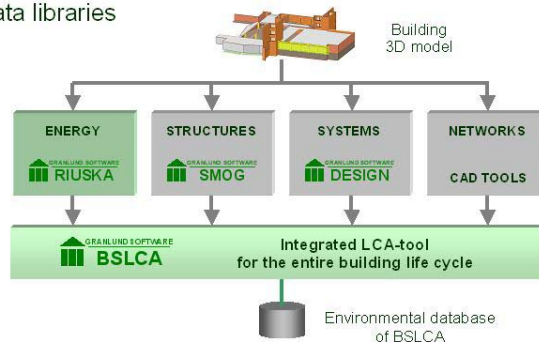 ata libraries
Building
3D model
ENERGY
GRANLUND SOFTWARE
RIUSKA
STRUCTURES
GRANLUND SOFTWARE
SMOG
SYSTEMS
GRANLUND SOFTWARE
DESIGN
NETWORKS
CAD TOOLS
GRANLUND SOFTWARE
BSLCA
Integrated LCA-tool
for the entire building life cycle
Environmental database
of BSLCA